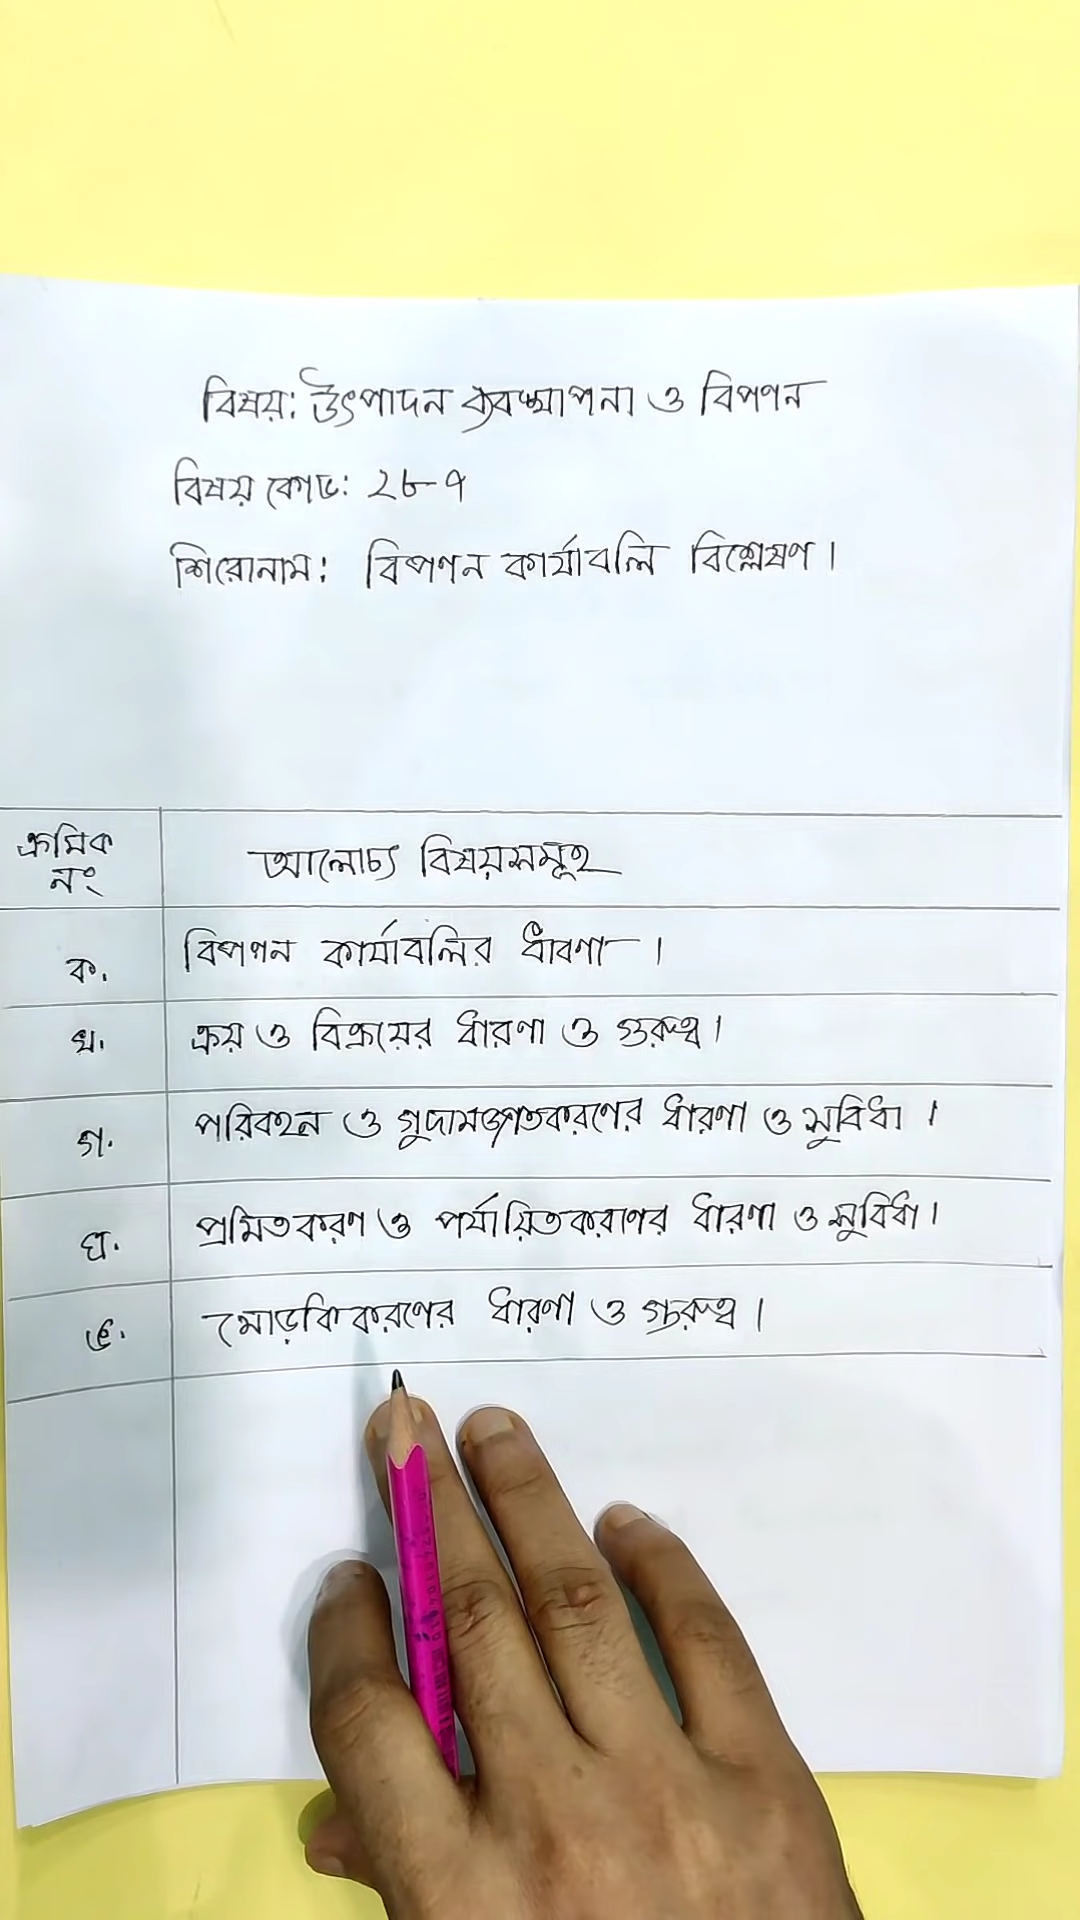 বিষয়: উৎপাদন ব্যবস্থাপনা ও বিপণন
বিষয় কোড: ২৮৭
শিরোনাম: বিপণন কার্যাবলি বিশ্লেষণ।
ক্রমিক নং
আলোচ্য বিষয়সমূহ
ক. বিপণন কার্যাবলির ধারণা।
খ. ক্রয় ও বিক্রয়ের ধারণা ও গুরুত্ব।
গ. পরিবহন ও গুদামজাতকরণের ধারণা ও সুবিধা।
ঘ. প্রমিতকরণ ও পর্যায়িতকরণের ধারণা ও সুবিধা।
ঙ. মোড়কিকরণের ধারণা ও গুরুত্ব।